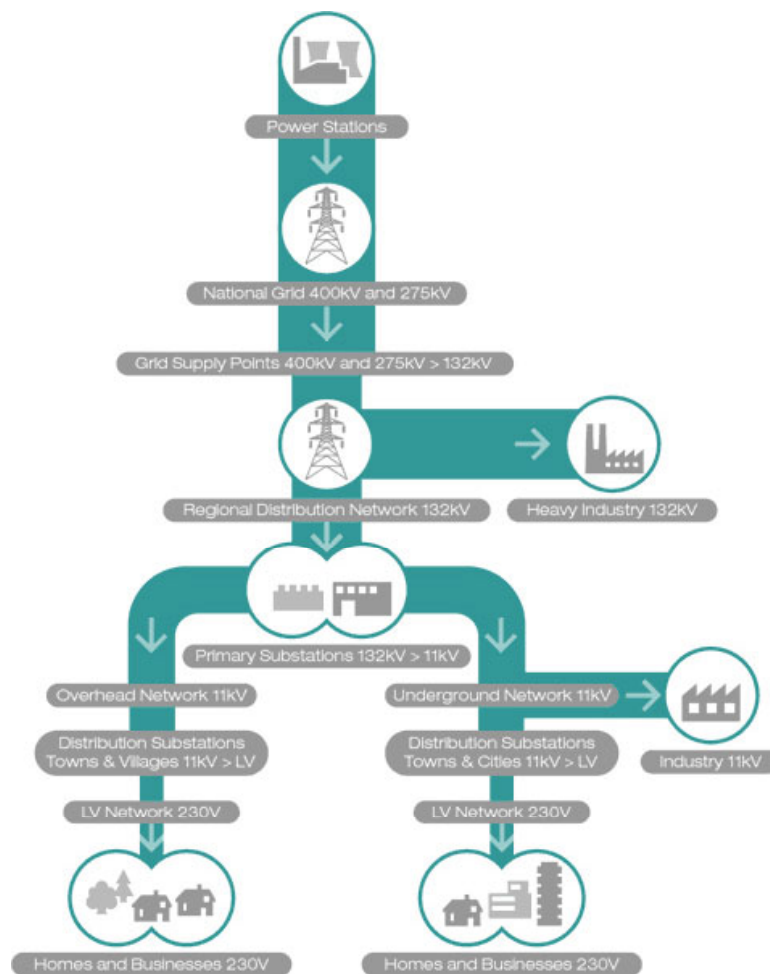 Power Stations
National Grid 400kV and 275kV
Grid Supply Points 400kV and 275kV > 132kV
Regional Distribution Network 132kV
Heavy Industry 132kV
Primary Substations 132kV > 11kV
Overhead Network 11kV
Underground Network 11kV
Distribution Substations
Towns & Villages 11kV > LV
Distribution Substations
Towns & Cities 11kV > LV
Industry 11kV
LV Network 230V
LV Network 230V
Homes and Businesses 230V
Homes and Businesses 230V